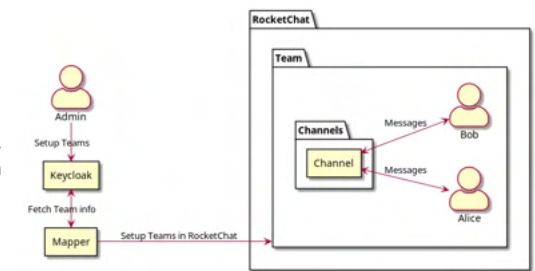 RocketChat
Team
Admin
Bob
Messages
Channels
Setup Teams
Channel
Keycloak
Messages
Fetch Team info
Alice
Mapper
Setup Teams in RocketChat